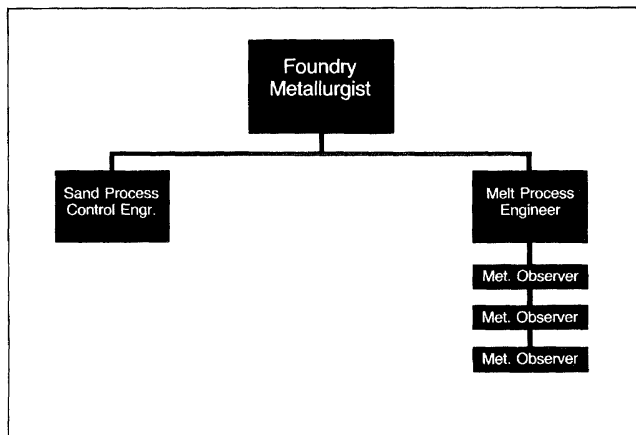 Foundry
Metallurgist
Sand Process
Control Engr.
Melt Process
Engineer
Met. Observer
Met. Observer
Met. Observer